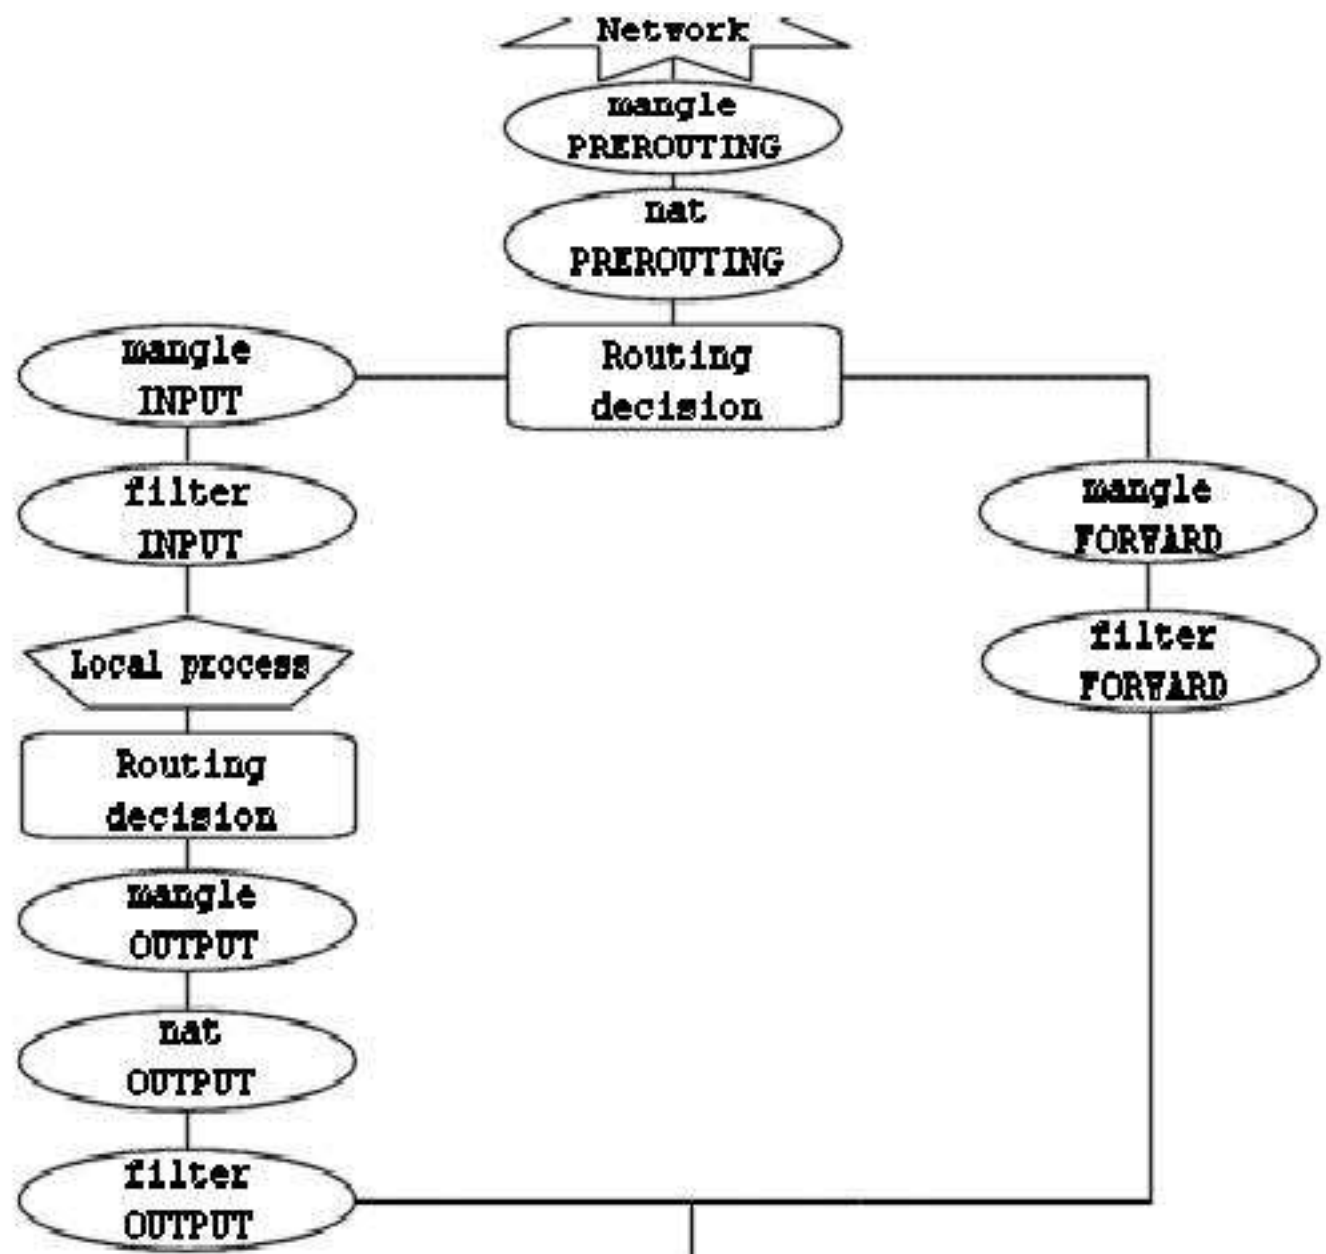 Network
mangle
PREROUTING
nat
PREROUTING
Routing
decision
mangle
INPUT
filter
INPUT
Local process
Routing
decision
mangle
OUTPUT
nat
OUTPUT
filter
OUTPUT
mangle
FORWARD
filter
FORWARD